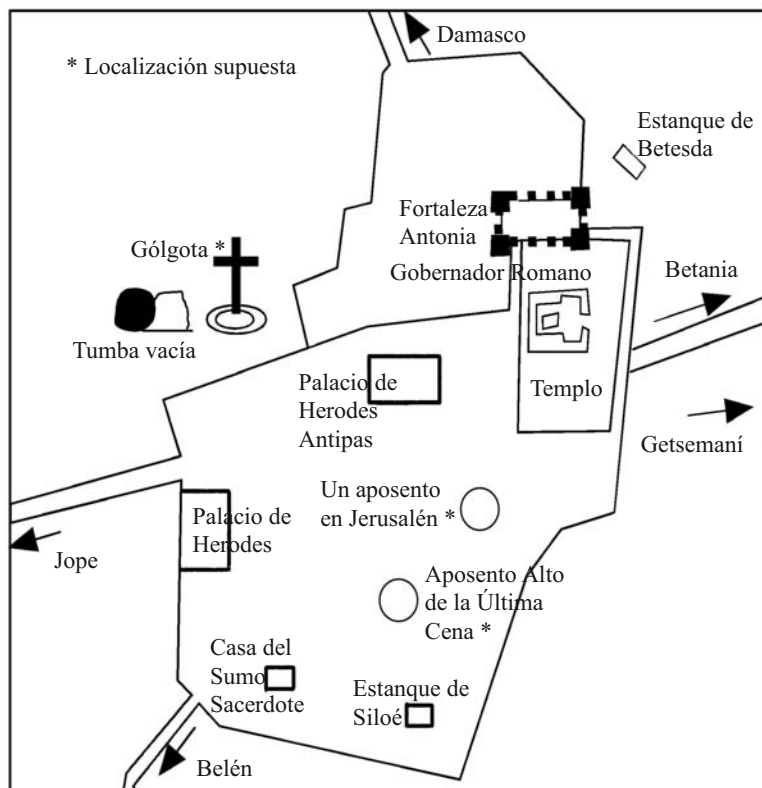 Damasco
* Localización supuesta
Estanque de
Betesda
Fortaleza
Antonia
Gobernador Romano
Gólgota *
Betania
Tumba vacía
Palacio de
Herodes
Antipas
Templo
Getsemaní
Un aposento
en Jerusalén *
Palacio de
Herodes
Jope
Aposento Alto
de la Última
Cena *
Casa del
Sumo
Sacerdote
Estanque de
Siloé
Belén